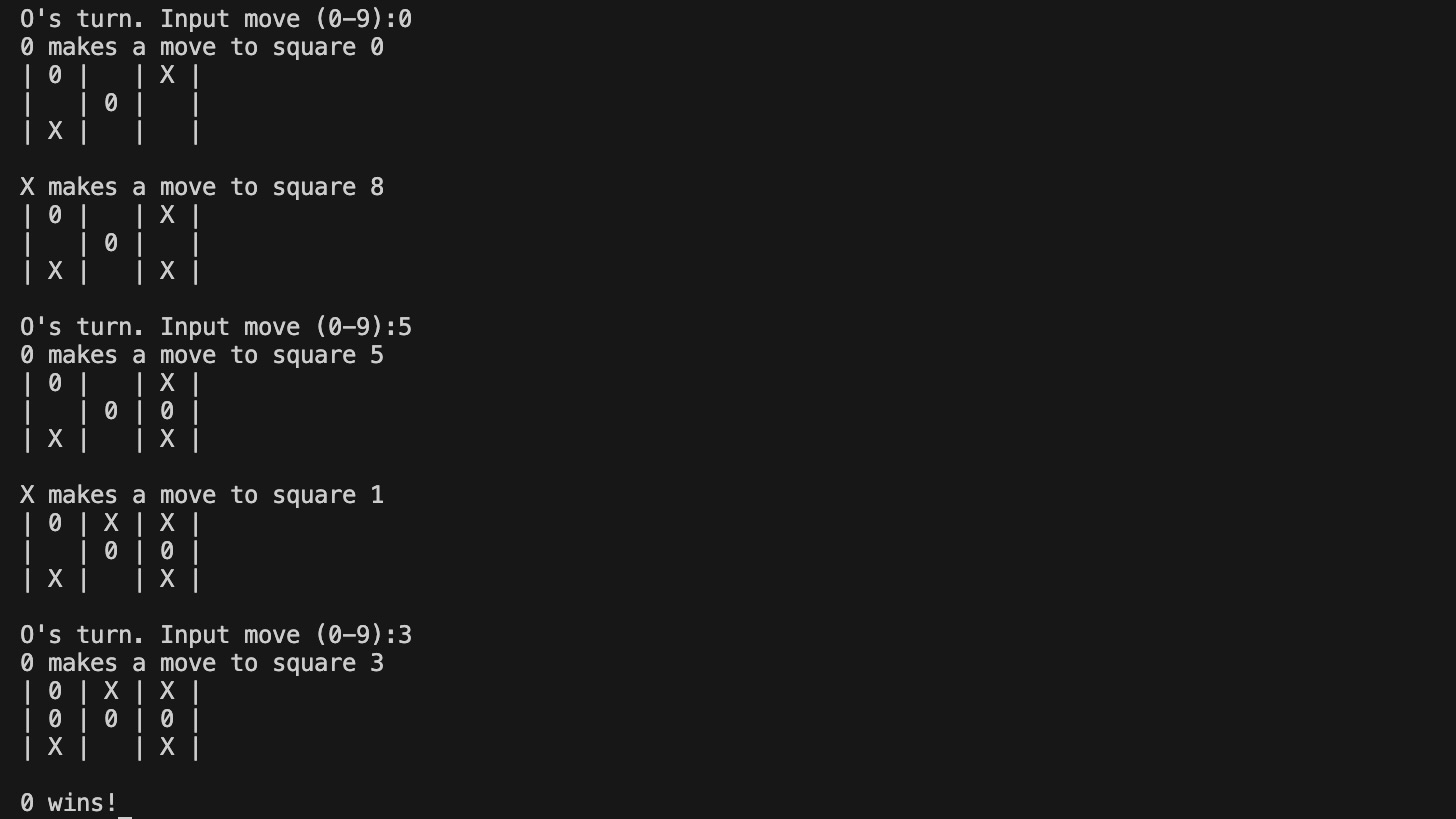 O's turn. Input move (0-9):0
0 makes a move to square 0
| 0 |   | X |
|   | 0 |   |
| X |   |   |

X makes a move to square 8
| 0 |   | X |
|   | 0 |   |
| X |   | X |

O's turn. Input move (0-9):5
0 makes a move to square 5
| 0 |   | X |
|   | 0 | 0 |
| X |   | X |

X makes a move to square 1
| 0 | X | X |
|   | 0 | 0 |
| X |   | X |

O's turn. Input move (0-9):3
0 makes a move to square 3
| 0 | X | X |
| 0 | 0 | 0 |
| X |   | X |

0 wins!